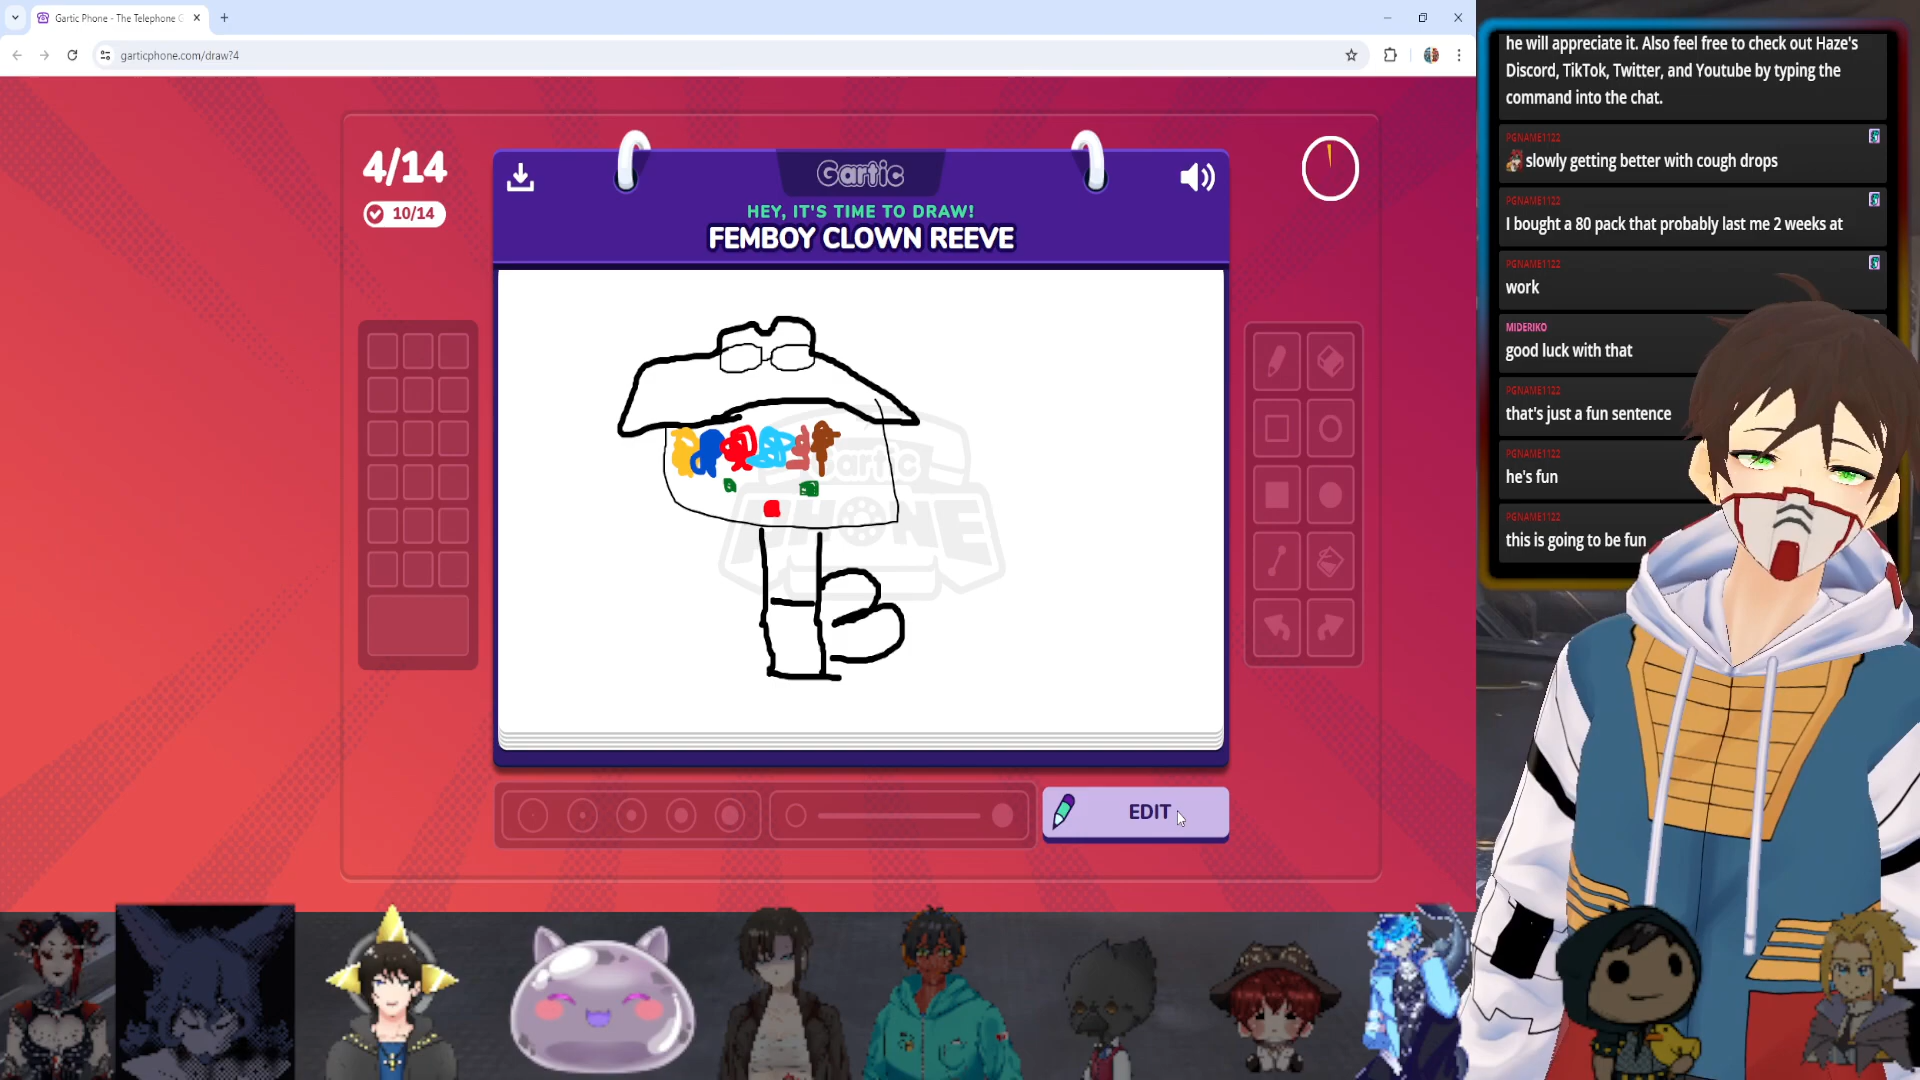 Gartic Phone - The Telephone G
garticphone.com/draw?4
4/14
10/14
Gartic
HEY, IT'S TIME TO DRAW!
FEMBOY CLOWN REEVE
Gartic
PHONE
EDIT
he will appreciate it. Also feel free to check out Haze's
Discord, TikTok, Twitter, and Youtube by typing the
command into the chat.
PGNAME1122
slowly getting better with cough drops
PGNAME1122
I bought a 80 pack that probably last me 2 weeks at
PGNAME1122
work
MIDERIKO
good luck with that
PGNAME1122
that's just a fun sentence
PGNAME1122
he's fun
PGNAME1122
this is going to be fun